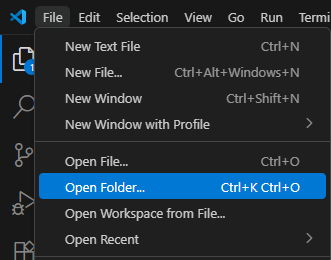 File Edit Selection View Go Run Termi
New Text File Ctrl+N
1
New File... Ctrl+Alt+Windows+N
New Window Ctrl+Shift+N
New Window with Profile
Open File... Ctrl+O
Open Folder... Ctrl+K Ctrl+O
Open Workspace from File...
Open Recent